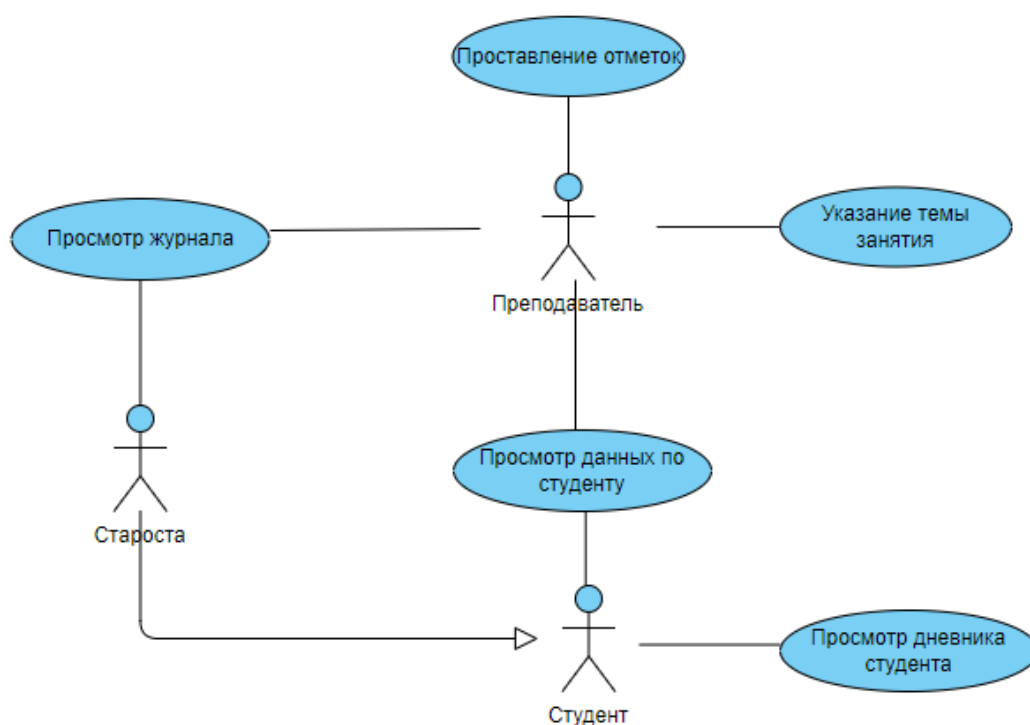 Проставление отметок
Просмотр журнала
Указание темы
занятия
Преподаватель
Просмотр данных по
студенту
Староста
Просмотр дневника
студента
Студент